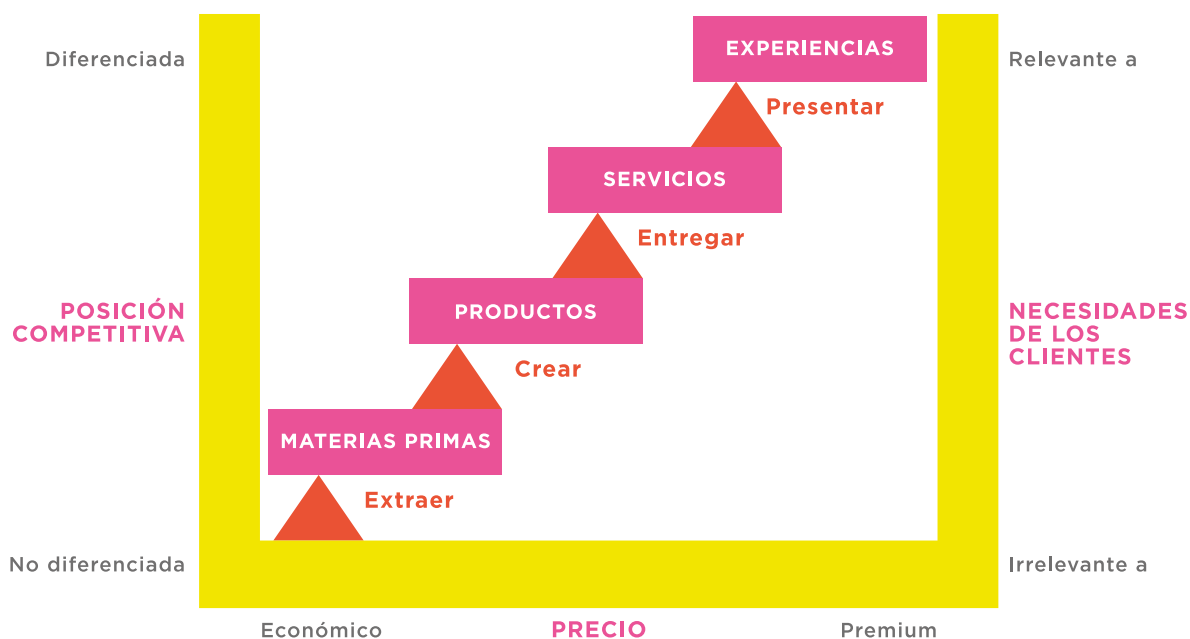 EXPERIENCIAS
Diferenciada
Relevante a
Presentar
SERVICIOS
Entregar
POSICIÓN
COMPETITIVA
PRODUCTOS
NECESIDADES
DE LOS
CLIENTES
Crear
MATERIAS PRIMAS
Extraer
No diferenciada
Irrelevante a
Económico
PRECIO
Premium